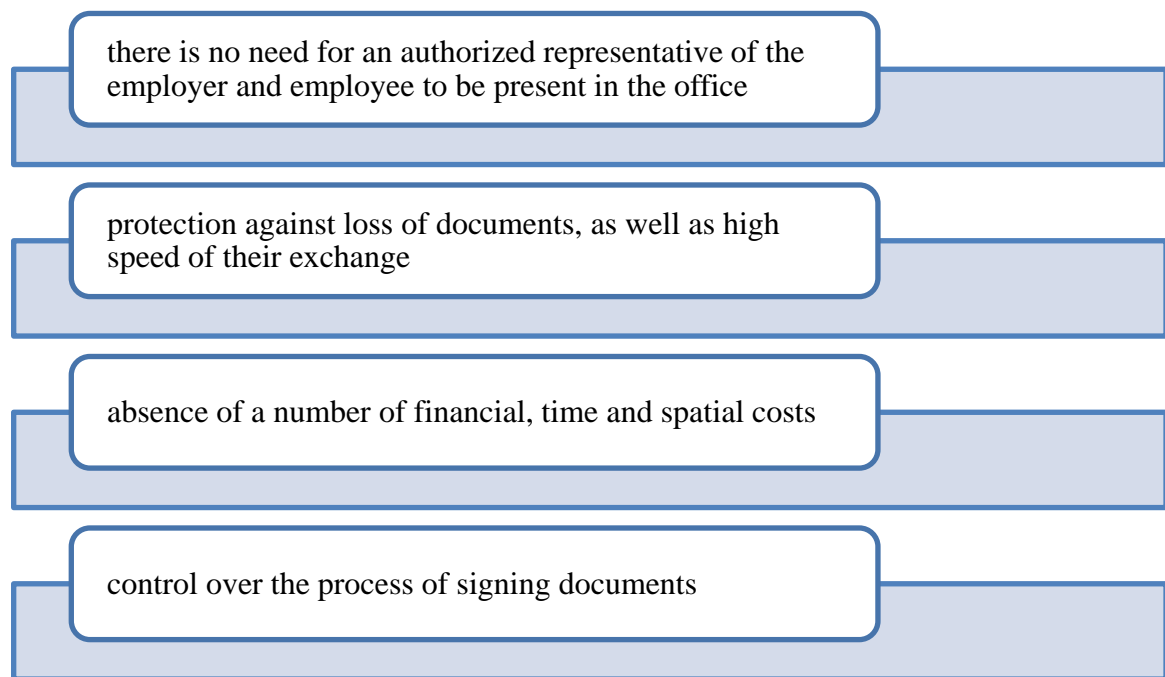 there is no need for an authorized representative of the
employer and employee to be present in the office
protection against loss of documents, as well as high
speed of their exchange
absence of a number of financial, time and spatial costs
control over the process of signing documents